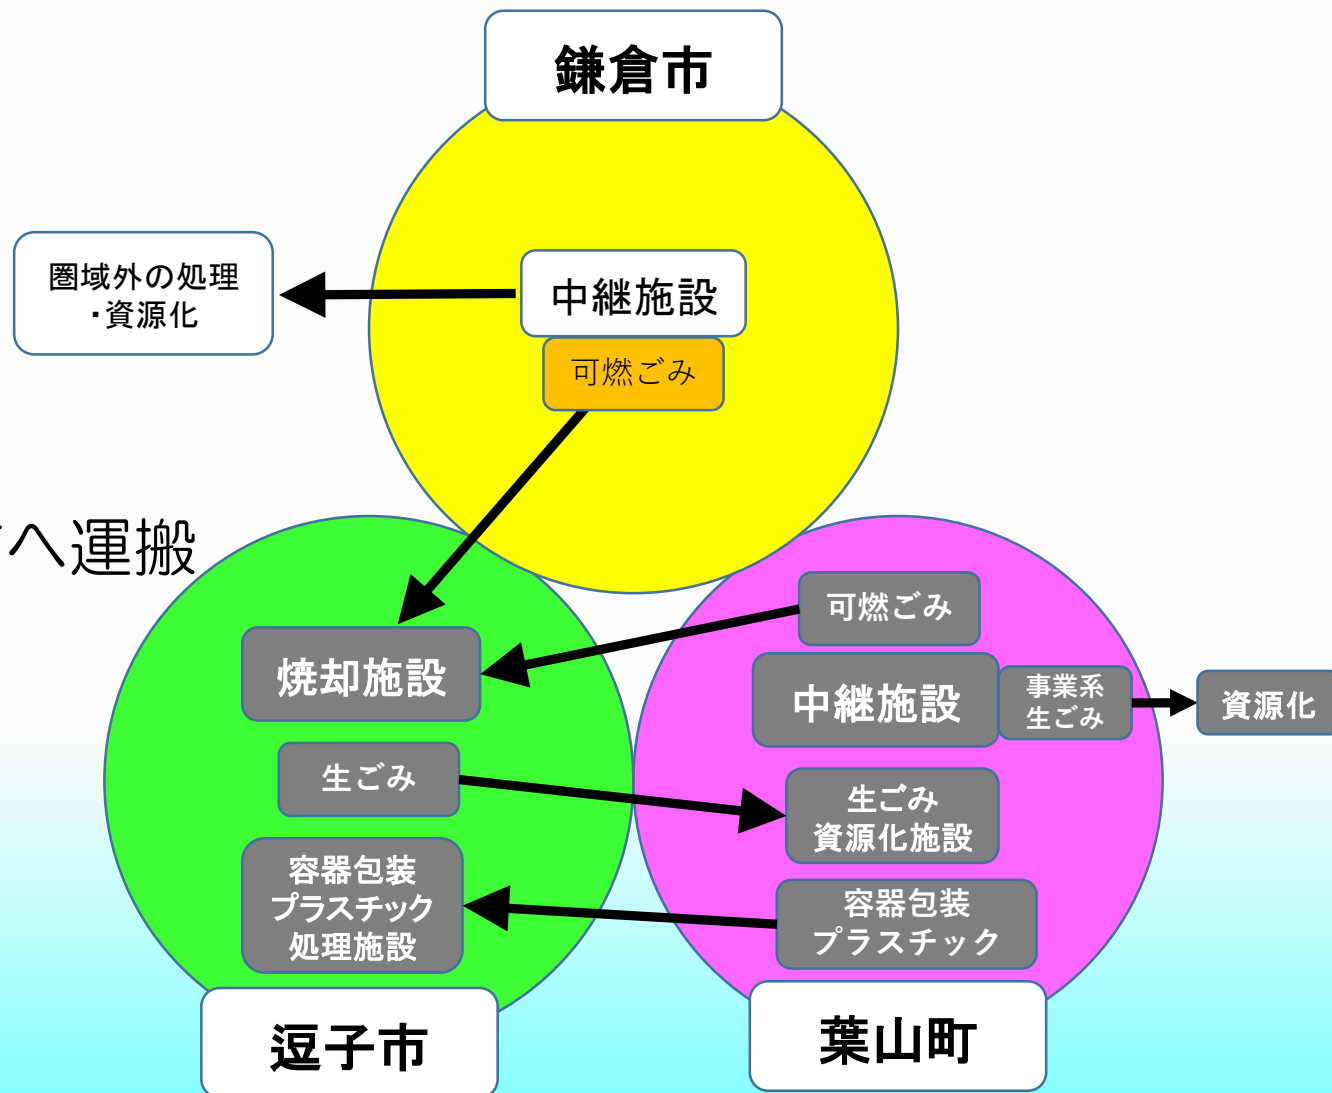 鎌倉市
圏域外の処理
・資源化
中継施設
可燃ごみ
へ運搬
焼却施設
生ごみ
容器包装
プラスチック
処理施設
逗子市
可燃ごみ
中継施設
事業系
生ごみ
資源化
生ごみ
資源化施設
容器包装
プラスチック
葉山町